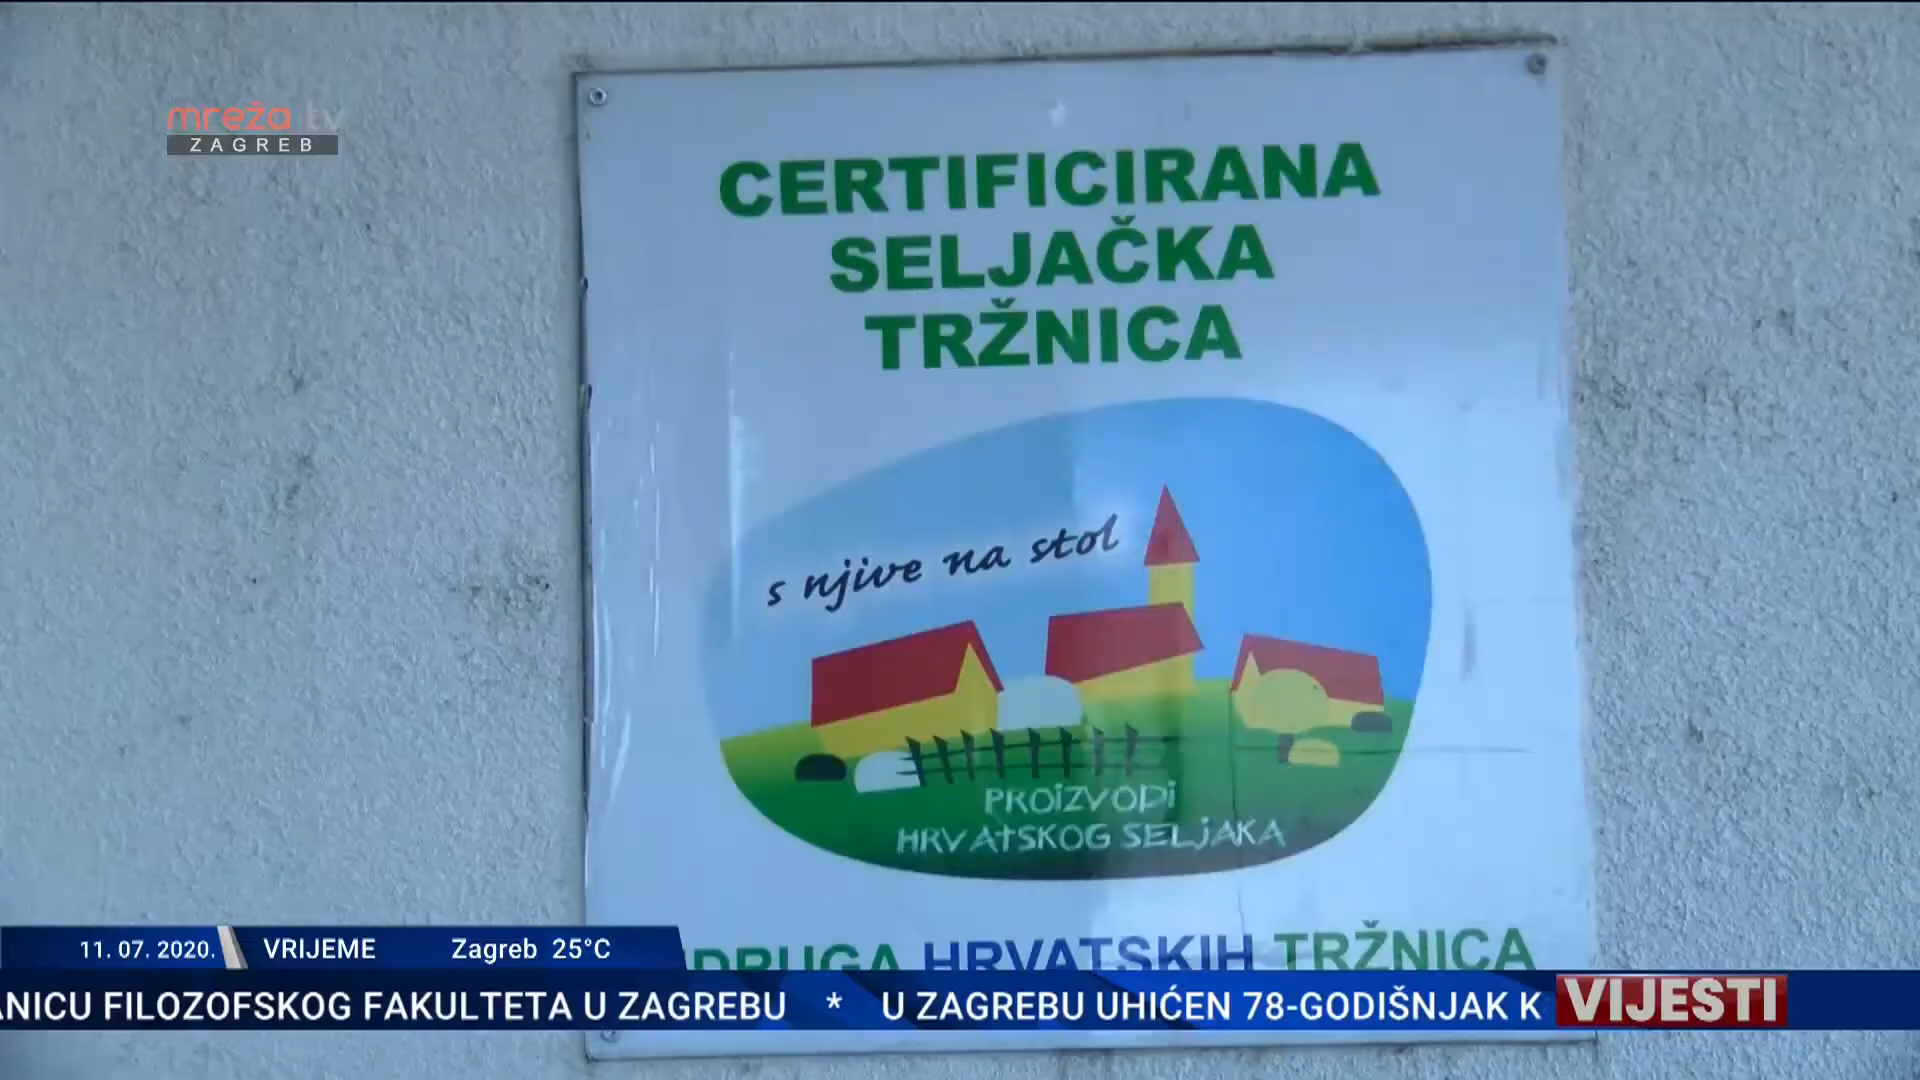 mreža tv
ZAGREB
CERTIFICIRANA
SELJAČKA
TRŽNICA
s njive na stol
PROIZVODI
HRVATSKOG SELJAKA
HRVATSKIH TRŽNICA
11. 07. 2020. VRIJEME Zagreb 25°C
ANICU FILOZOFSKOG FAKULTETA U ZAGREBU * U ZAGREBU UHIĆEN 78-GODIŠNJAK K
VIJESTI